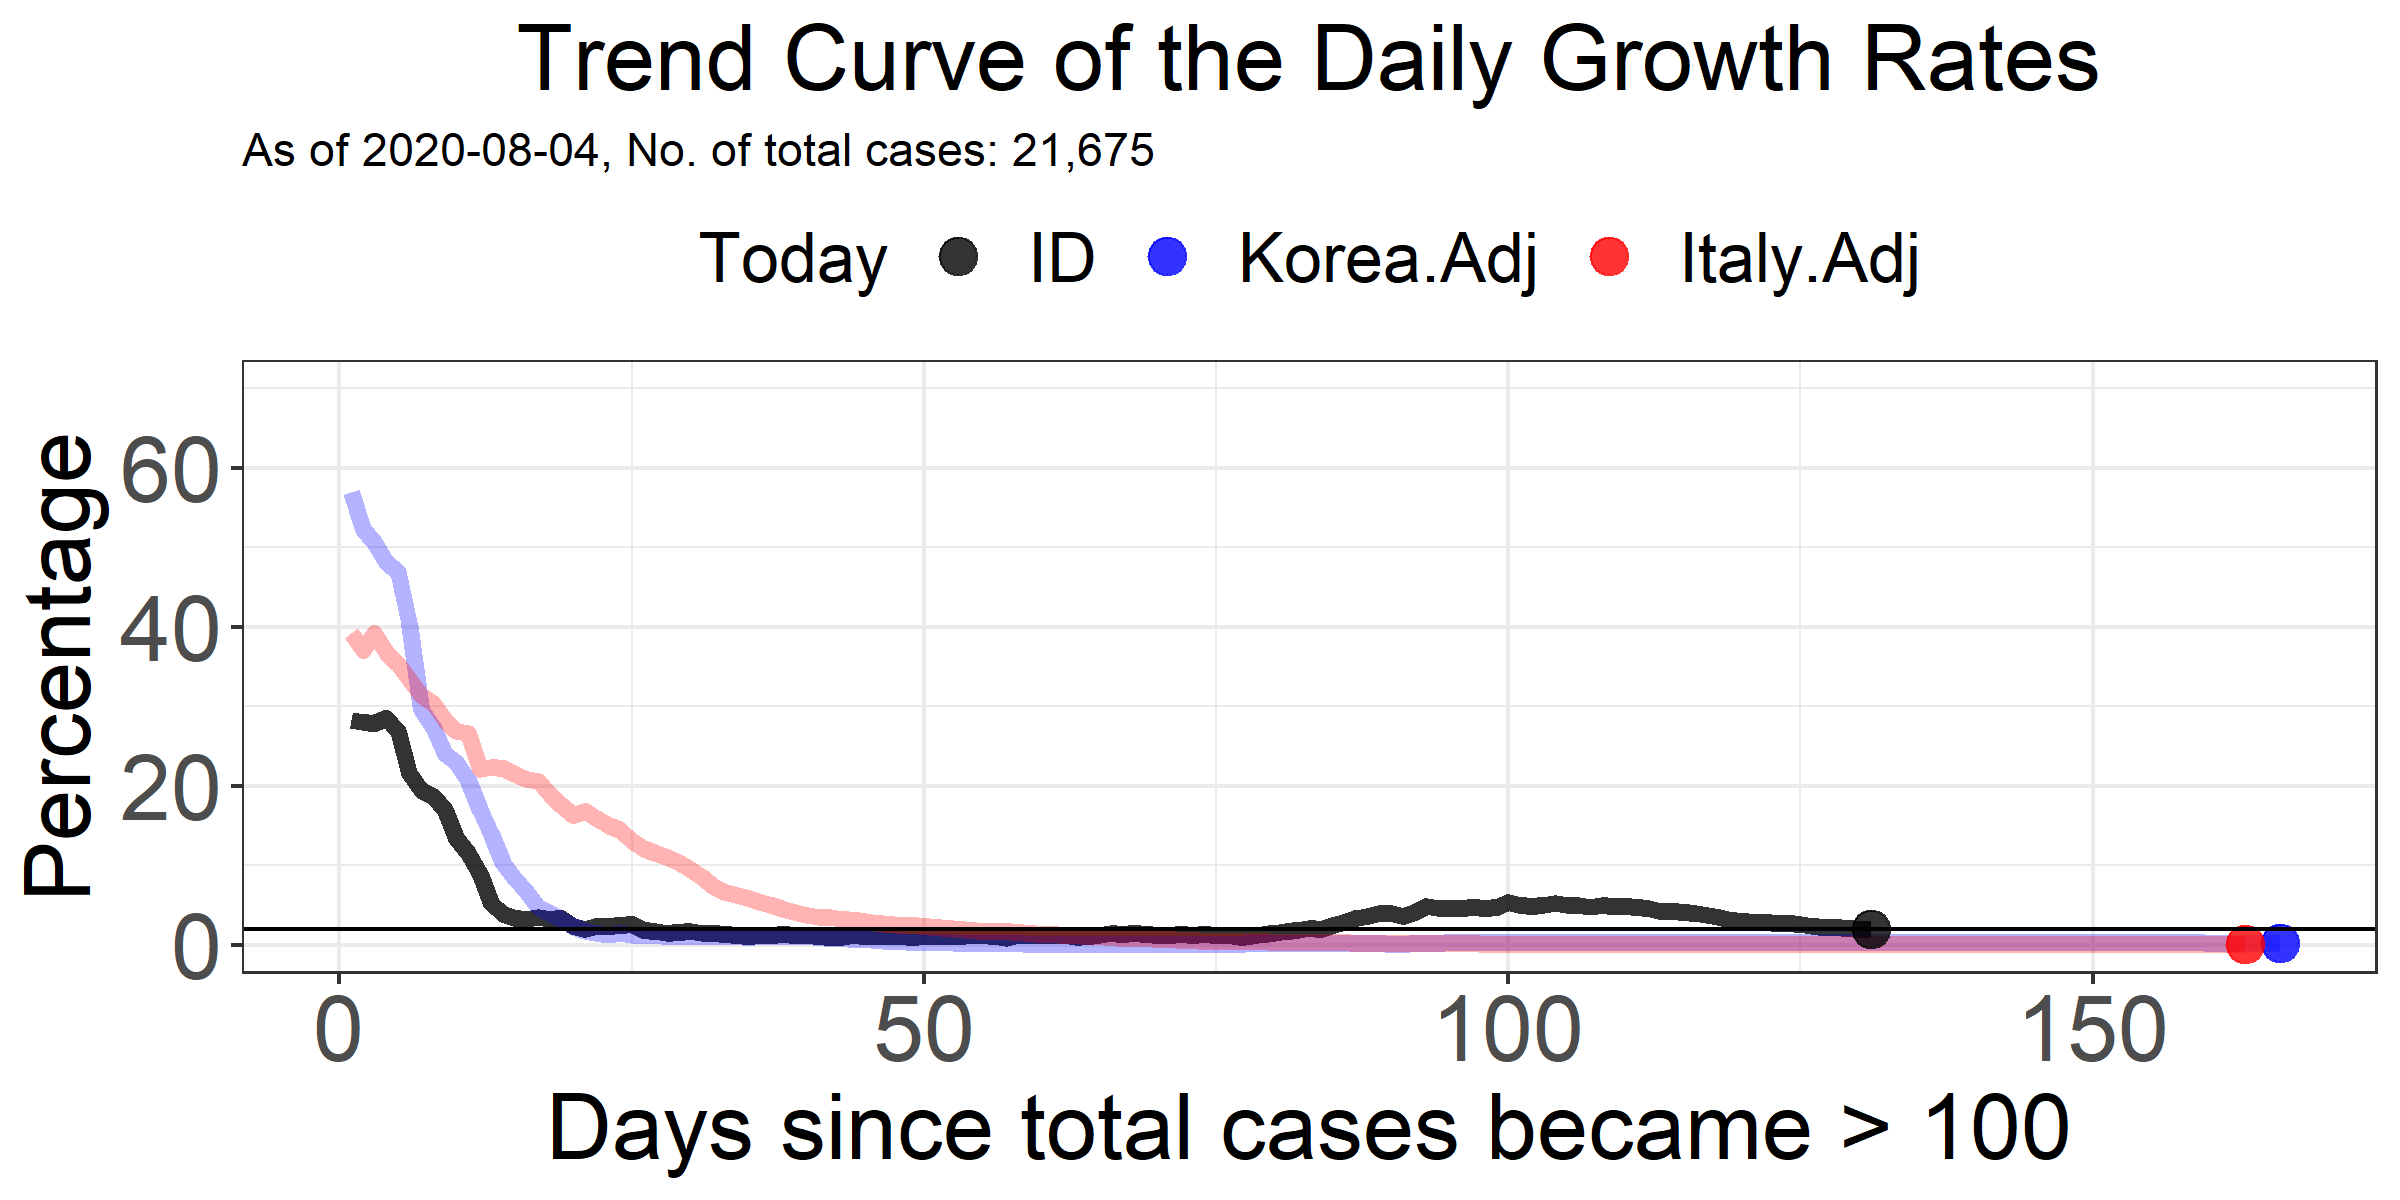 Trend Curve of the Daily Growth Rates
As of 2020-08-04, No. of total cases: 21,675
Today ID Korea.Adj Italy.Adj
Percentage
60
40
20
0
0 50 100 150
Days since total cases became > 100